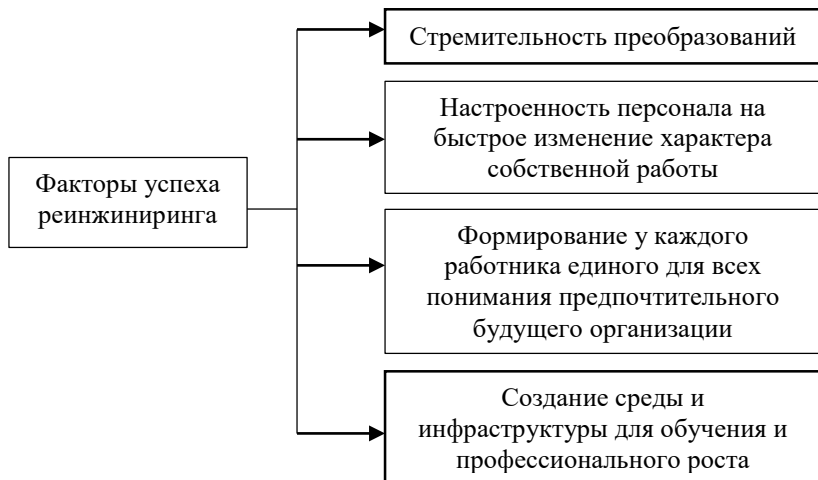 Стремительность преобразований
Настроенность персонала на
быстрое изменение характера
собственной работы
Факторы успеха
реинжиниринга
Формирование у каждого
работника единого для всех
понимания предпочтительного
будущего организации
Создание среды и
инфраструктуры для обучения и
профессионального роста